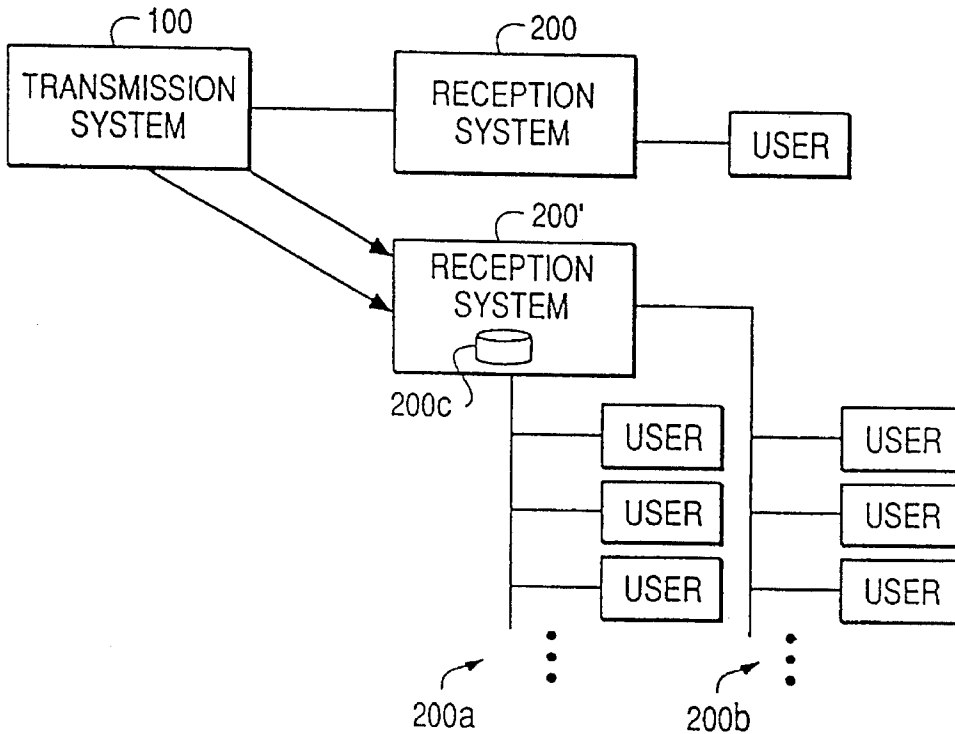 100
TRANSMISSION
SYSTEM
200
RECEPTION
SYSTEM
USER
200'
RECEPTION
SYSTEM
200c
USER
USER
USER
USER
USER
USER
200a
200b